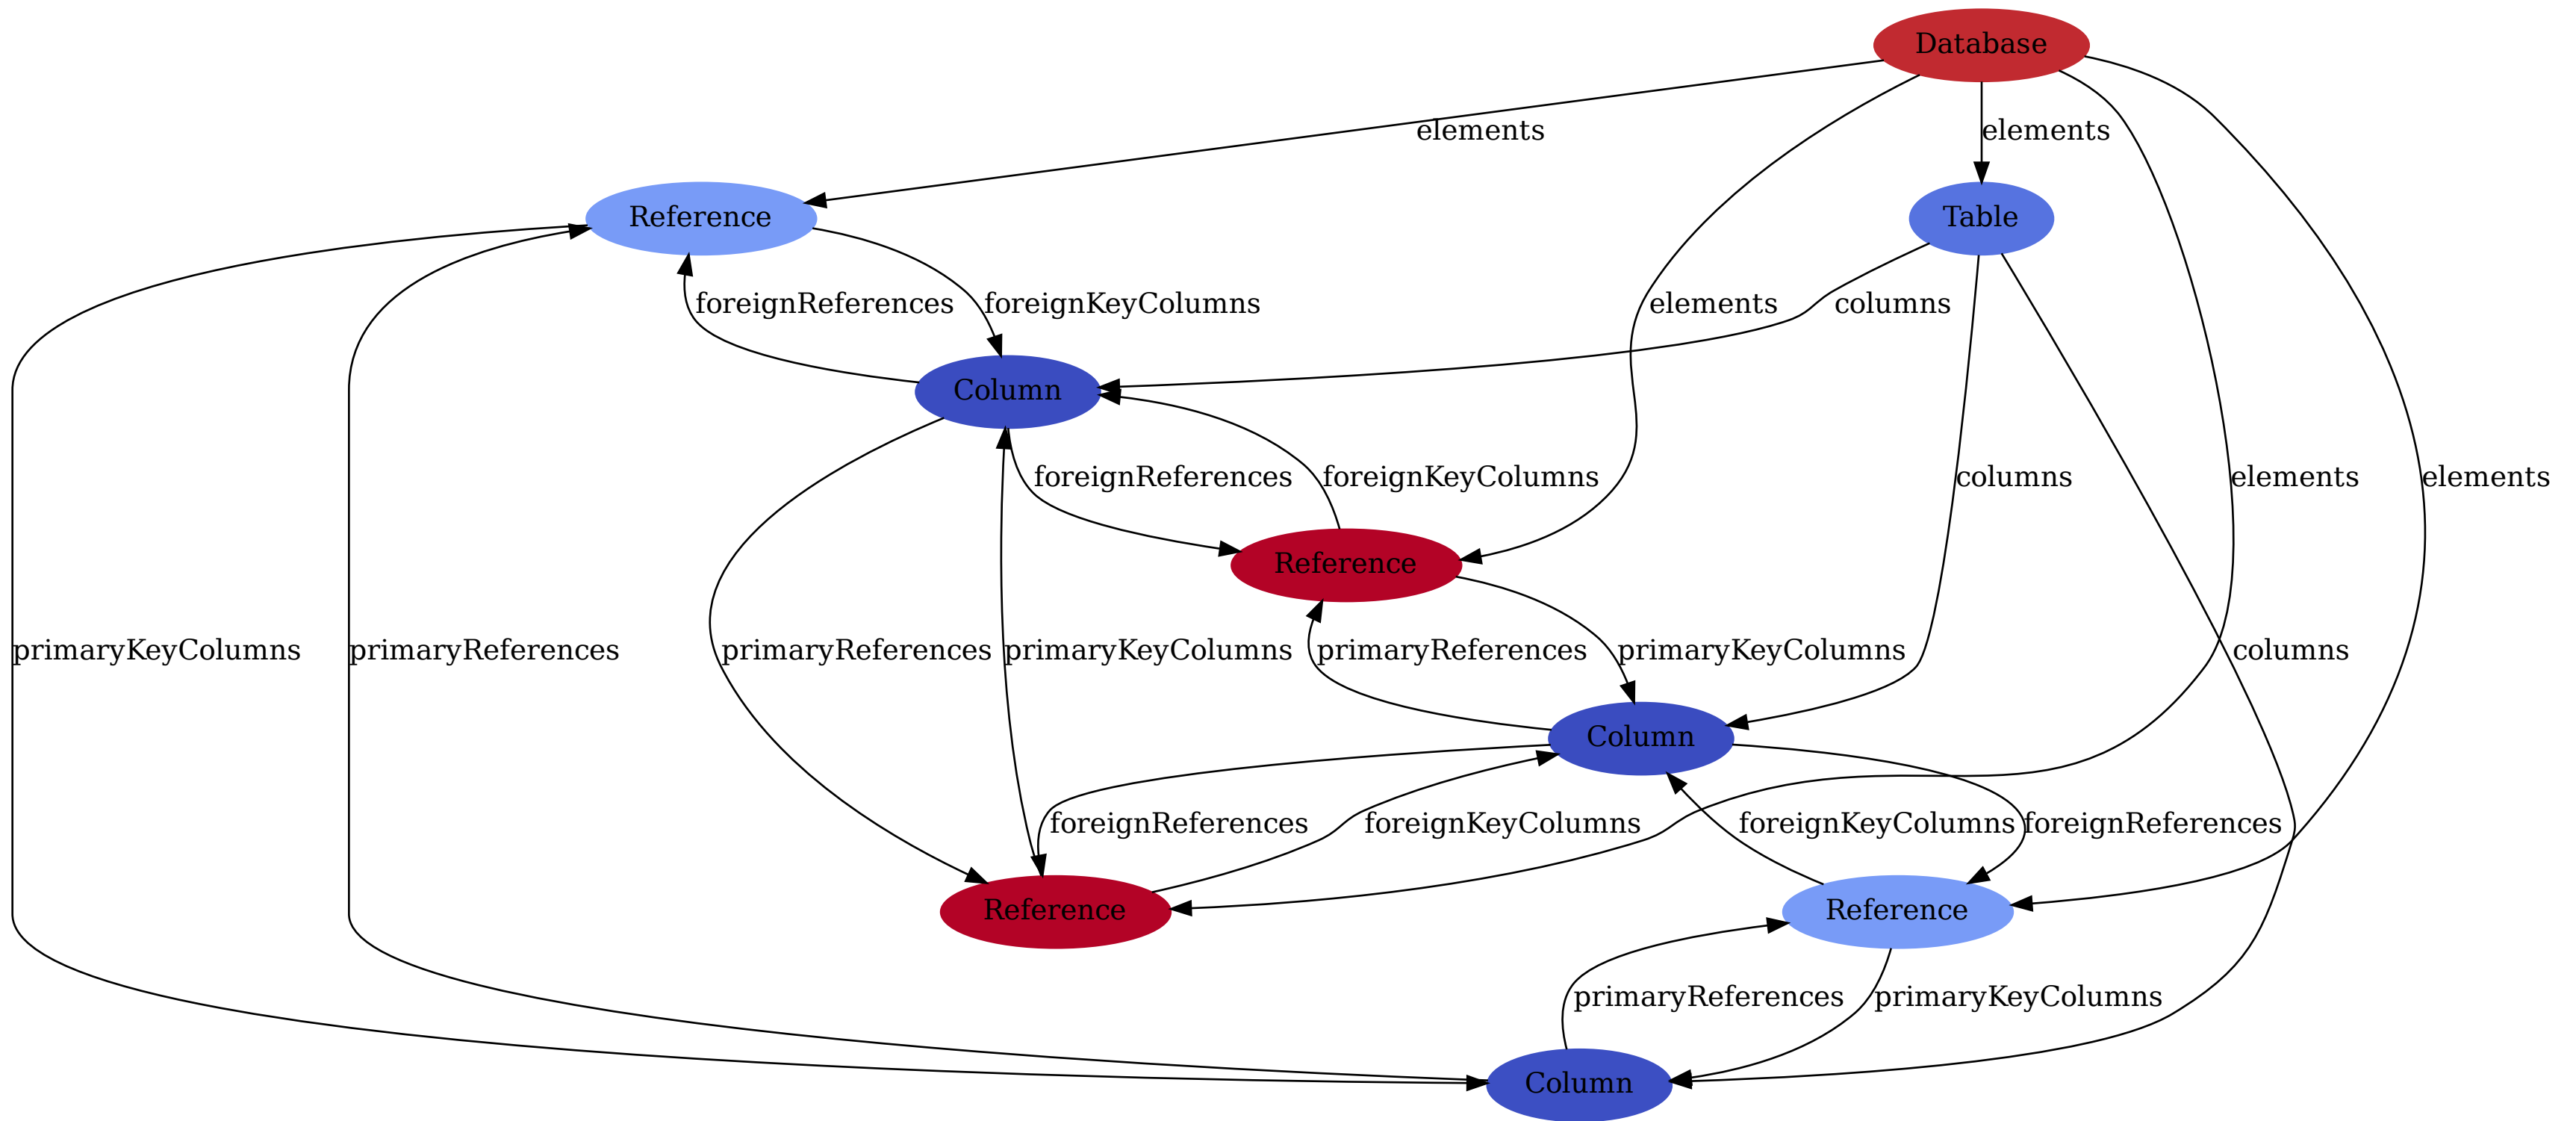 Database
elements
elements
Reference
Table
foreignReferences
foreignKeyColumns
elements
columns
Column
foreignReferences
foreignKeyColumns
columns
elements
elements
Reference
primaryKeyColumns
primaryReferences
primaryReferences
primaryKeyColumns
primaryReferences
primaryKeyColumns
columns
Column
foreignReferences
foreignKeyColumns
foreignKeyColumns
foreignReferences
Reference
Reference
primaryReferences
primaryKeyColumns
Column